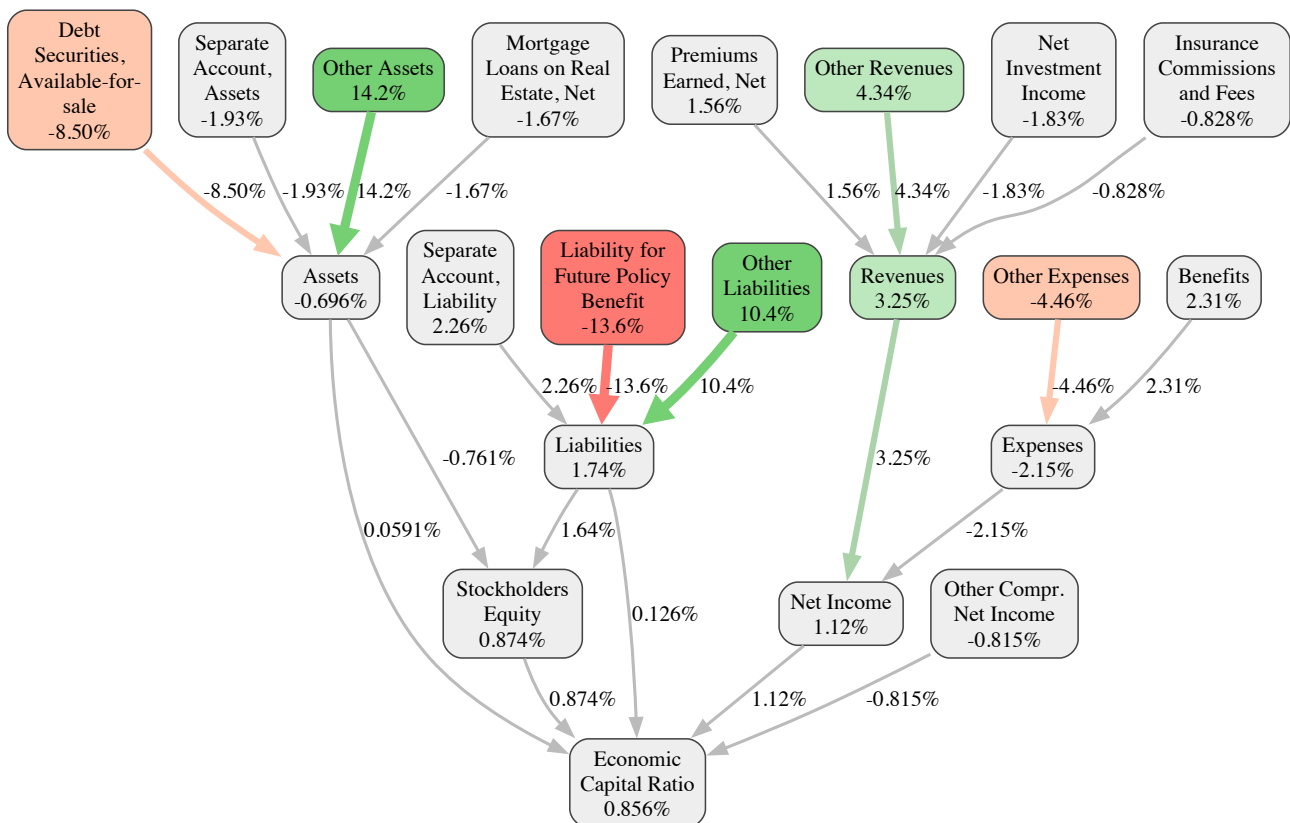 Debt
Securities,
Available-for-
sale
-8.50%
Separate
Account,
Assets
-1.93%
Other Assets
14.2%
Mortgage
Loans on Real
Estate, Net
-1.67%
Premiums
Earned, Net
1.56%
Other Revenues
4.34%
Net
Investment
Income
-1.83%
Insurance
Commissions
and Fees
-0.828%
-8.50%
-1.93%
14.2%
-1.67%
1.56%
4.34%
-1.83%
-0.828%
Assets
-0.696%
Separate
Account,
Liability
2.26%
Liability for
Future Policy
Benefit
-13.6%
Other
Liabilities
10.4%
Revenues
3.25%
Other Expenses
-4.46%
Benefits
2.31%
2.26%
-13.6%
10.4%
-4.46%
2.31%
-0.761%
Liabilities
1.74%
3.25%
Expenses
-2.15%
0.0591%
1.64%
-2.15%
Stockholders
Equity
0.874%
0.126%
Net Income
1.12%
Other Compr.
Net Income
-0.815%
0.874%
1.12%
-0.815%
Economic
Capital Ratio
0.856%